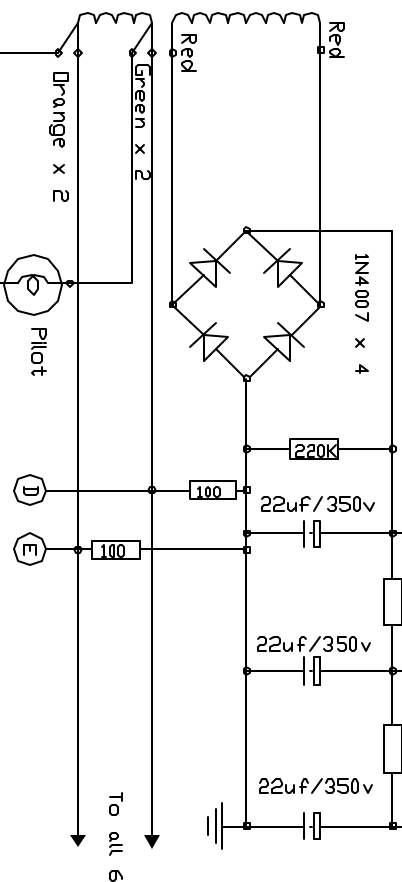 Red
Red
Orange x 2
Green x 2
1N4007 x 4
Pilot
220K
D
100
22uf/350v
E
100
22uf/350v
22uf/350v
To all 6